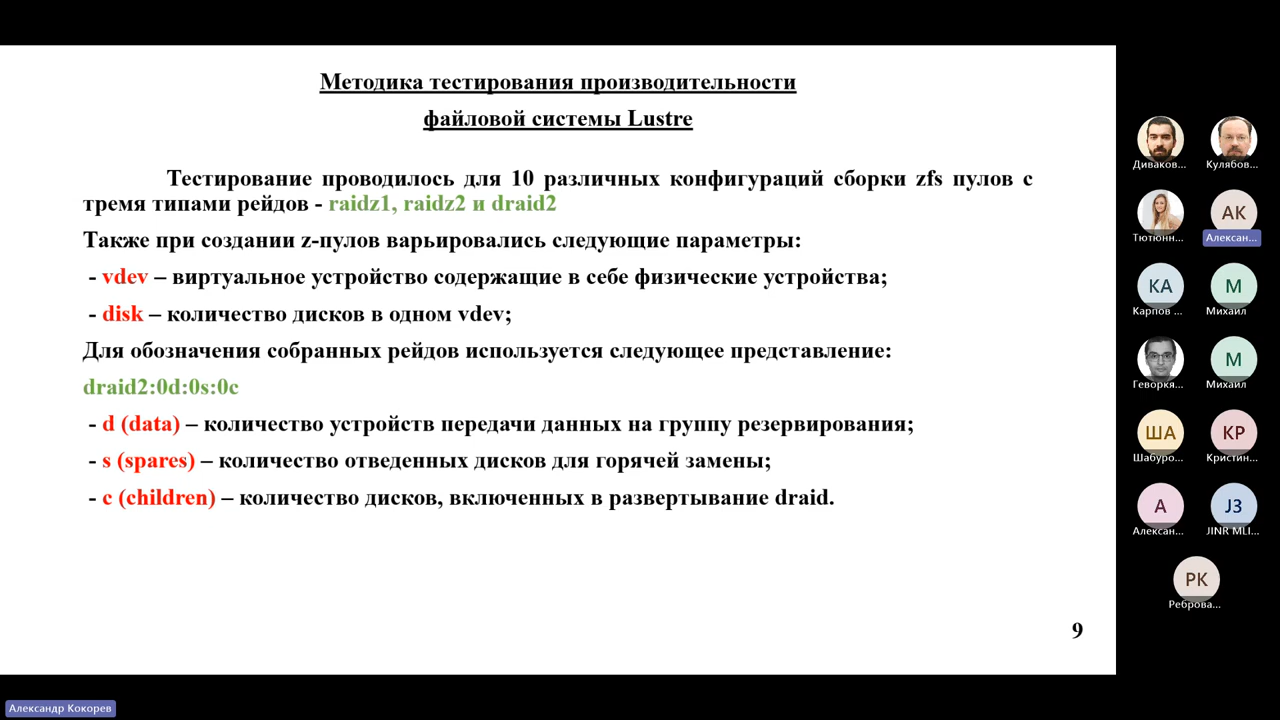 Методика тестирования производительности
файловой системы Lustre
Тестирование проводилось для 10 различных конфигураций сборки zfs пулов с
тремя типами рейдов - raidz1, raidz2 и draid2
Также при создании z-пулов варьировались следующие параметры:
- vdev – виртуальное устройство содержащие в себе физические устройства;
- disk – количество дисков в одном vdev;
Для обозначения собранных рейдов используется следующее представление:
draid2:0d:0s:0c
- d (data) – количество устройств передачи данных на группу резервирования;
- s (spares) – количество отведенных дисков для горячей замены;
- c (children) – количество дисков, включенных в развертывание draid.
9
Диваков...
Кулябов...
Тютюнн...
АК
Алексан...
КА
Карпов ...
М
Михаил
Геворкя...
М
Михаил
ША
Шабуро...
КР
Кристин...
А
Алексан...
JЗ
JINR MLI...
РК
Реброва...
Александр Кокорев